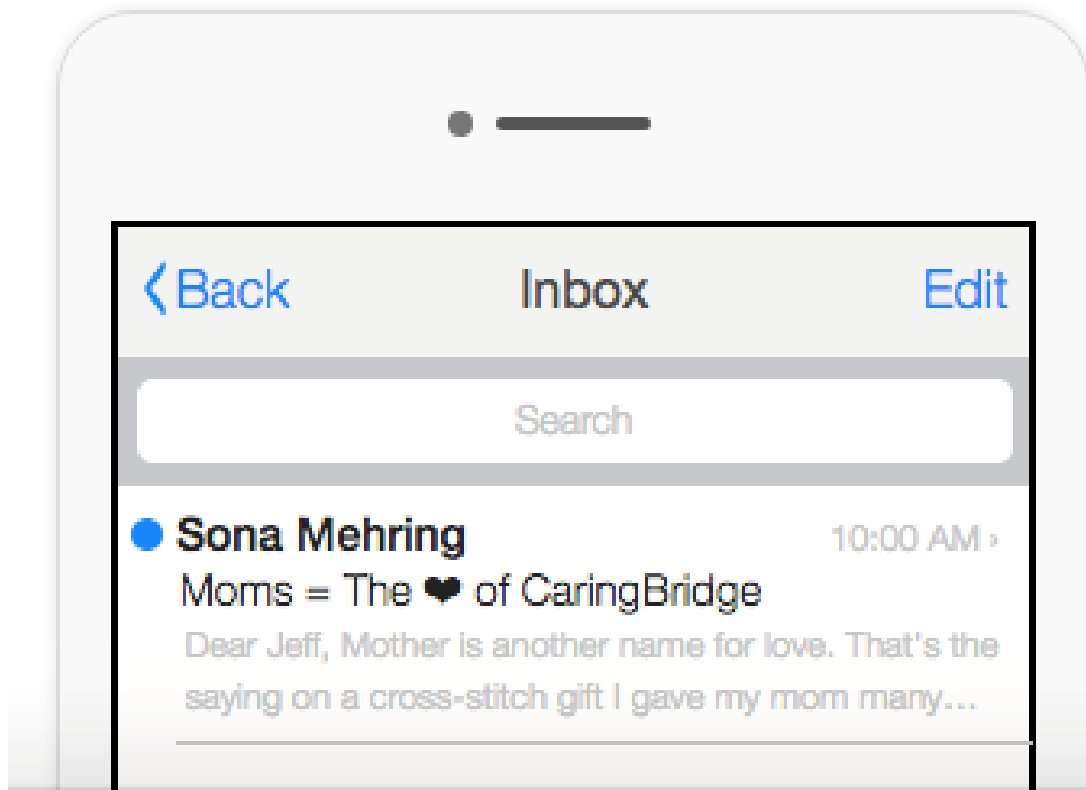 Back Inbox Edit
Search
Sona Mehring 10:00 AM ›
Moms = The ❤ of CaringBridge
Dear Jeff, Mother is another name for love. That's the
saying on a cross-stitch gift I gave my mom many...